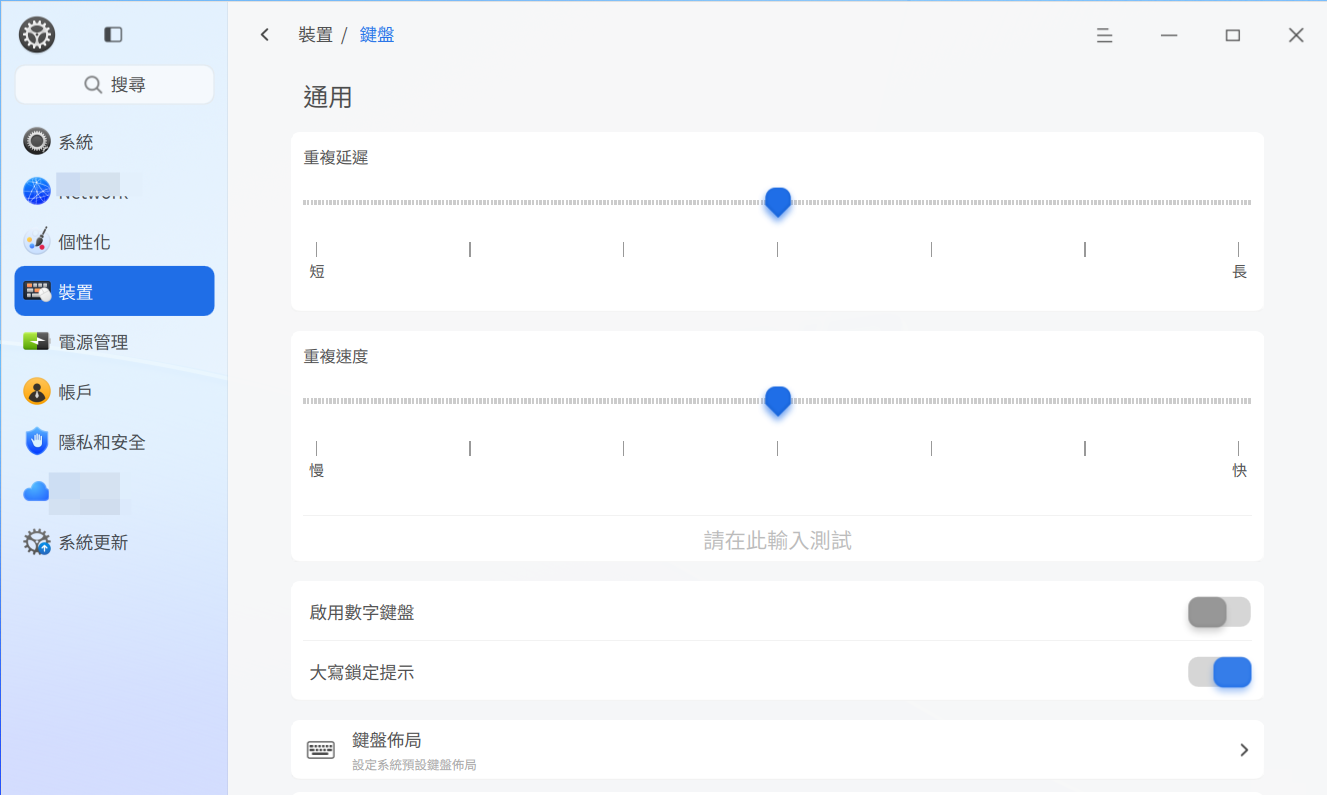 搜尋
系統
個性化
裝置
電源管理
帳戶
隱私和安全
系統更新
裝置 / 鍵盤
通用
重複延遲
短
長
重複速度
慢
快
請在此輸入測試
啟用數字鍵盤
大寫鎖定提示
鍵盤佈局
設定系統預設鍵盤佈局